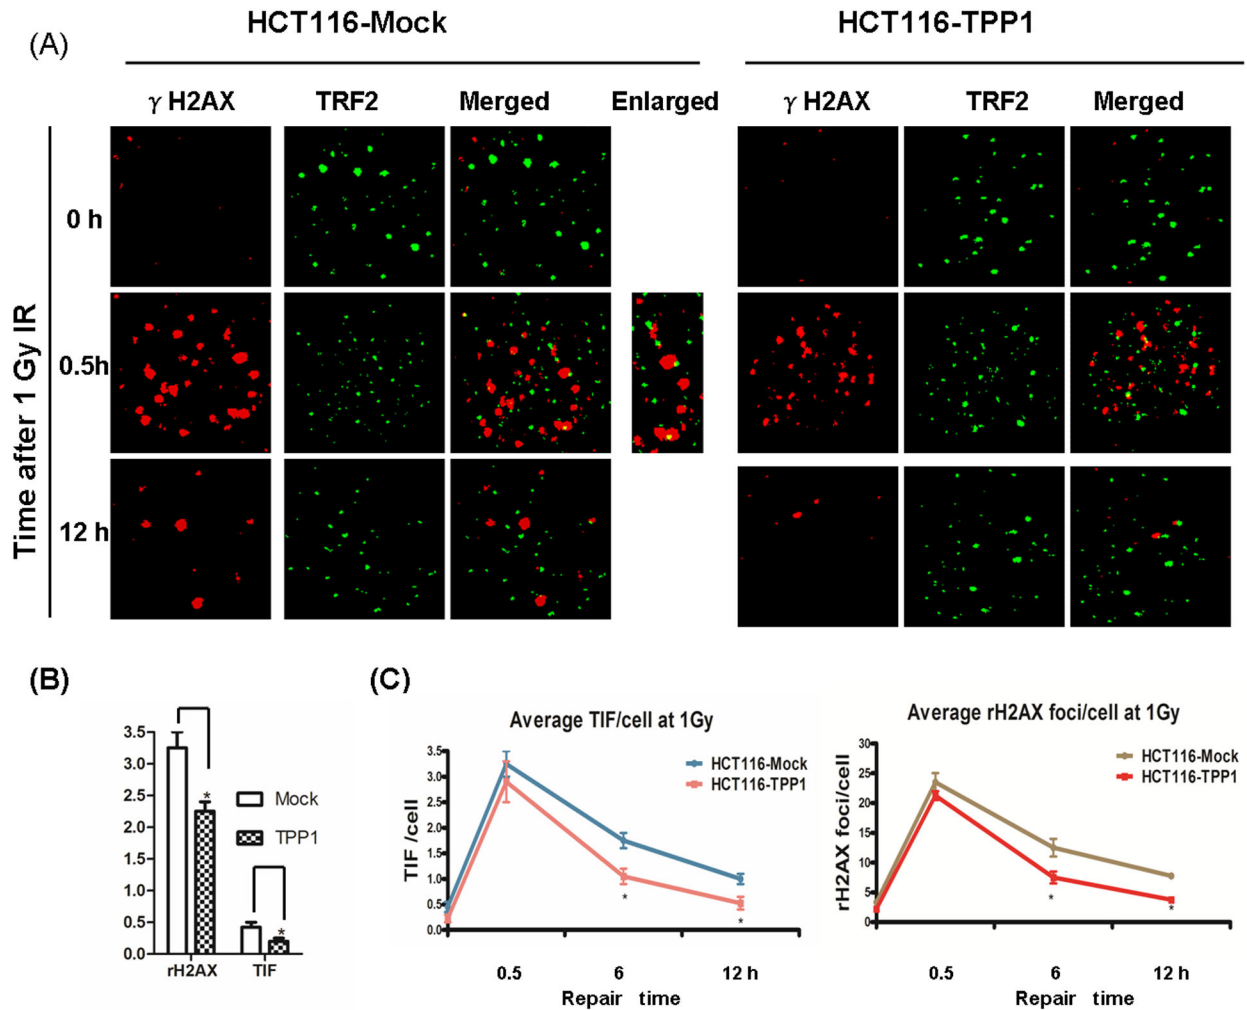 HCT116-Mock
HCT116-TPP1
(A)
γ H2AX
TRF2
Merged
Enlarged
γ H2AX
TRF2
Merged
Time after 1 Gy IR
0 h
0.5h
12 h
(B)
3.5
3.0
2.5
2.0
1.5
1.0
0.5
0.0
*
*
Mock
TPP1
rH2AX
TIF
(C)
Average TIF/cell at 1Gy
TIF /cell
3.5
3.0
2.5
2.0
1.5
1.0
0.5
0.0
HCT116-Mock
HCT116-TPP1
*
*
0.5
6
12 h
Repair time
Average rH2AX foci/cell at 1Gy
rH2AX foci/cell
30
25
20
15
10
5
0
HCT116-Mock
HCT116-TPP1
*
*
0.5
6
12 h
Repair time